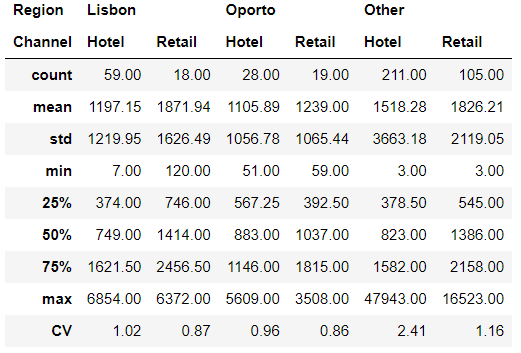 Region Lisbon Oporto Other
Channel Hotel Retail Hotel Retail Hotel Retail
count 59.00 18.00 28.00 19.00 211.00 105.00
mean 1197.15 1871.94 1105.89 1239.00 1518.28 1826.21
std 1219.95 1626.49 1056.78 1065.44 3663.18 2119.05
min 7.00 120.00 51.00 59.00 3.00 3.00
25% 374.00 746.00 567.25 392.50 378.50 545.00
50% 749.00 1414.00 883.00 1037.00 823.00 1386.00
75% 1621.50 2456.50 1146.00 1815.00 1582.00 2158.00
max 6854.00 6372.00 5609.00 3508.00 47943.00 16523.00
CV 1.02 0.87 0.96 0.86 2.41 1.16